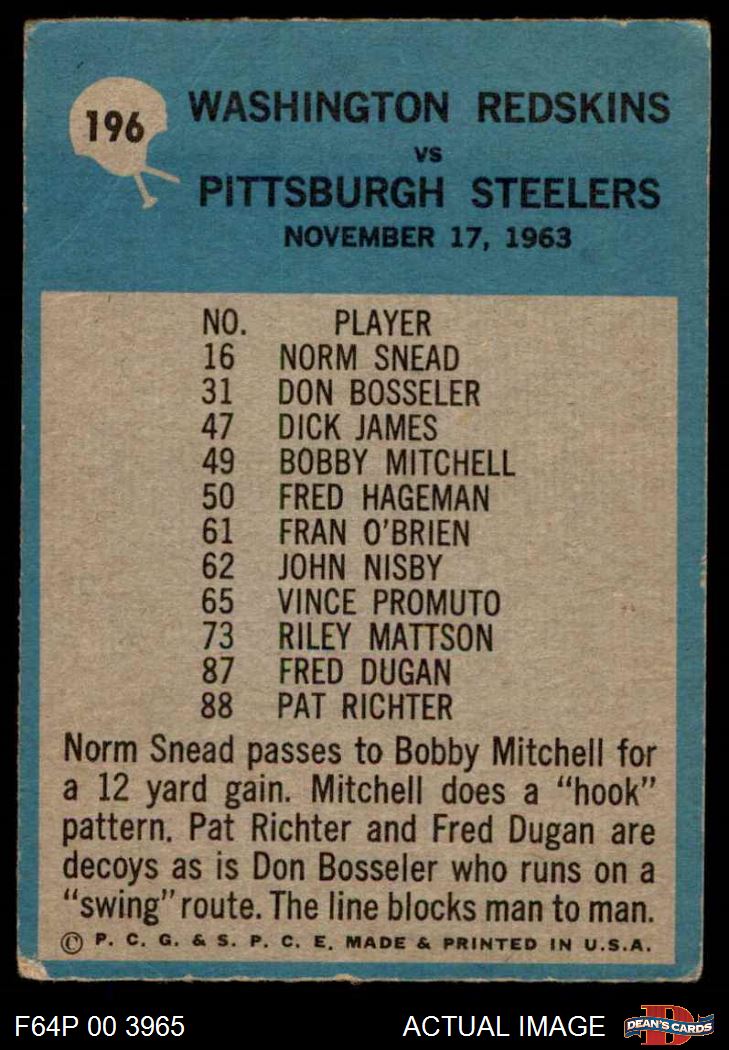 196
WASHINGTON REDSKINS
VS
PITTSBURGH STEELERS
NOVEMBER 17, 1963
NO. PLAYER
16 NORM SNEAD
31 DON BOSSELER
47 DICK JAMES
49 BOBBY MITCHELL
50 FRED HAGEMAN
61 FRAN O'BRIEN
62 JOHN NISBY
65 VINCE PROMUTO
73 RILEY MATTSON
87 FRED DUGAN
88 PAT RICHTER
Norm Snead passes to Bobby Mitchell for
a 12 yard gain. Mitchell does a "hook"
pattern. Pat Richter and Fred Dugan are
decoys as is Don Bosseler who runs on a
"swing" route. The line blocks man to man.
© P. C. G. & S. P. C. E. MADE & PRINTED IN U.S.A.
F64P 00 3965 ACTUAL IMAGE
D
DEAN'S CARDS